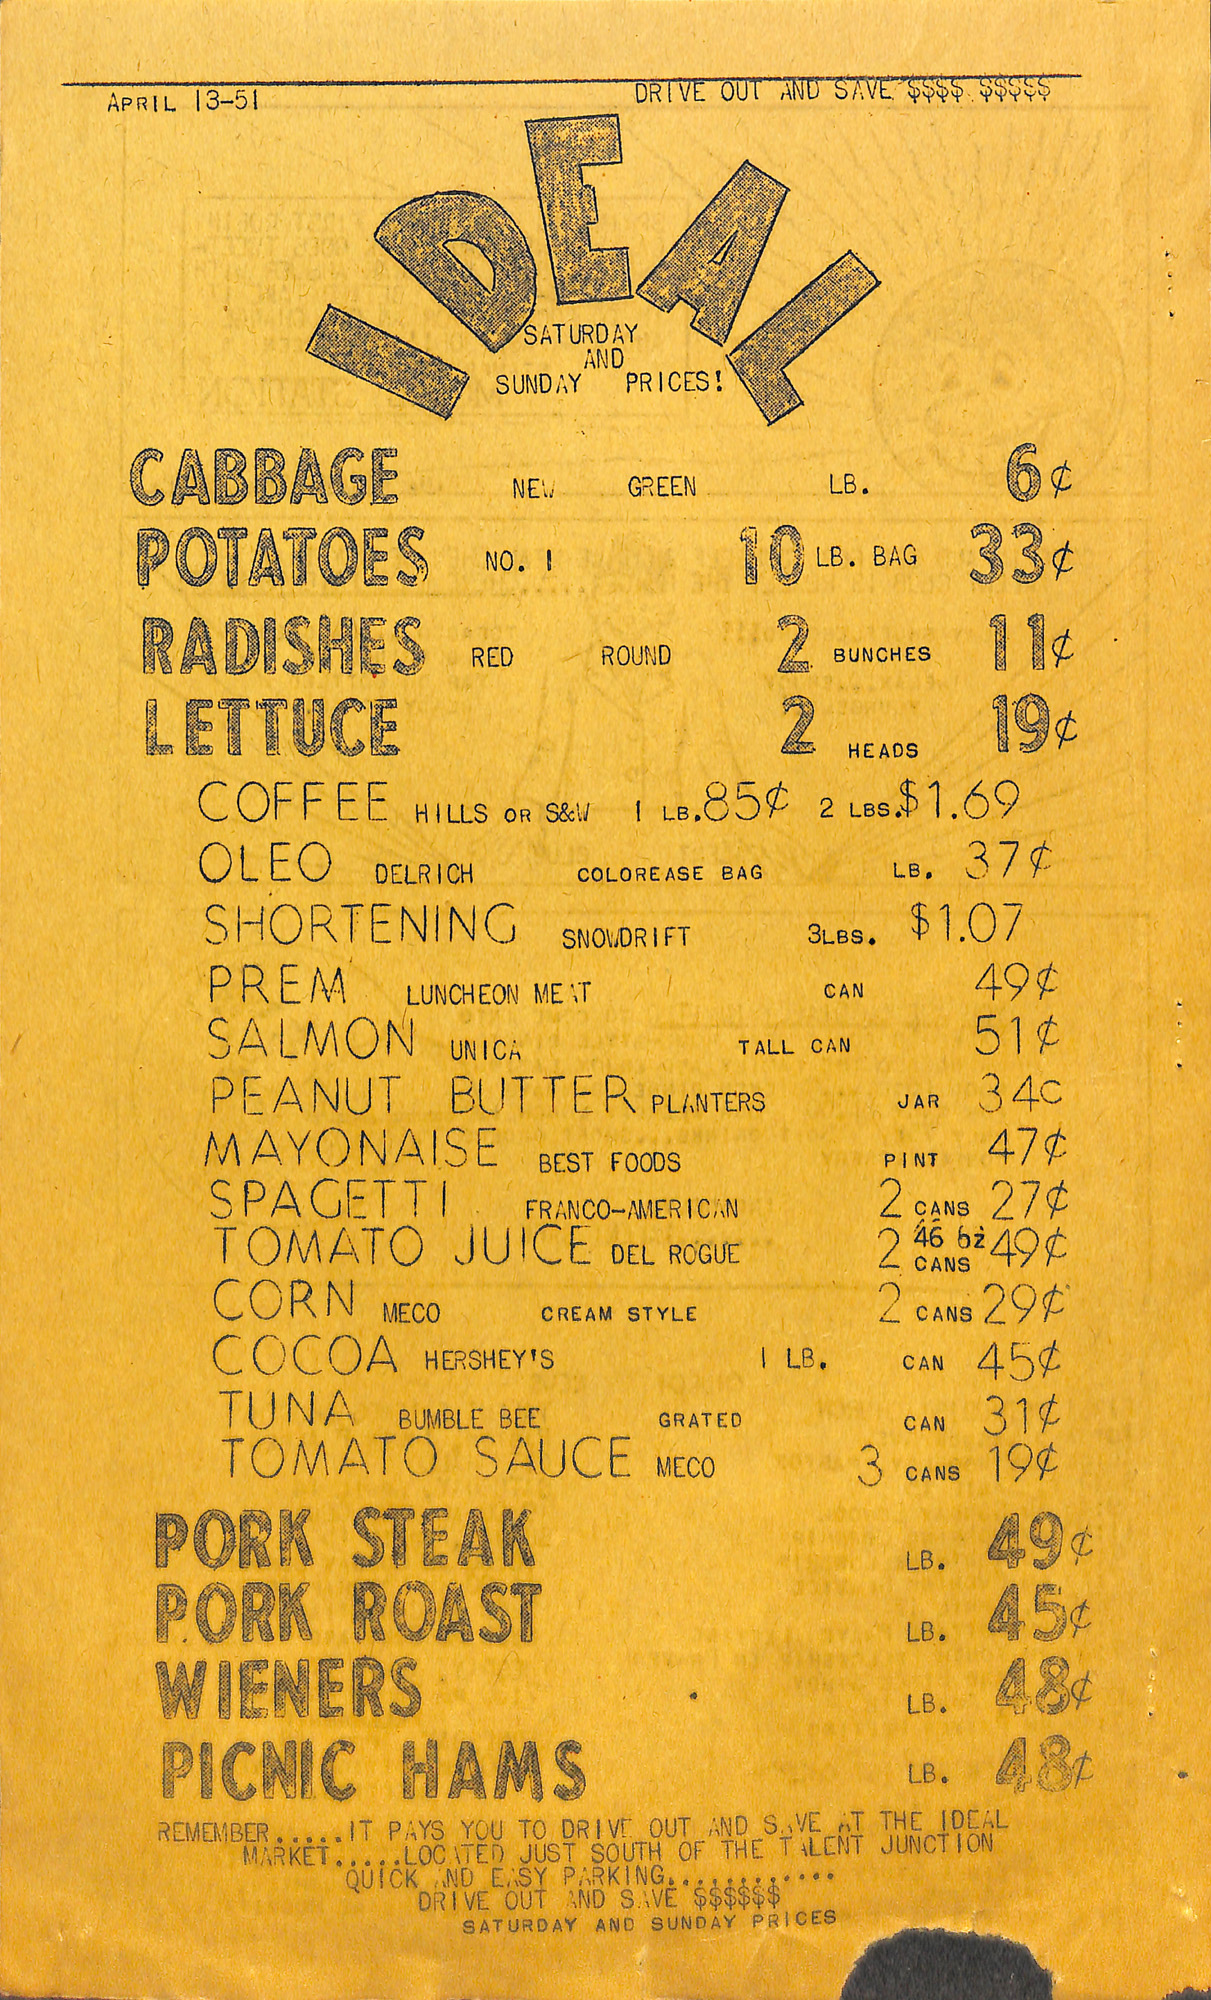 APRIL 13-51 DRIVE OUT AND SAVE $$$$ $$$$$
IDEAL
SATURDAY
AND
SUNDAY PRICES!
CABBAGE NEW GREEN LB. 6¢
POTATOES NO. 1 10 LB. BAG 33¢
RADISHES RED ROUND 2 BUNCHES 11¢
LETTUCE 2 HEADS 19¢
COFFEE HILLS OR S&W 1 LB. 85¢ 2 LBS. $1.69
OLEO DELRICH COLOREASE BAG LB. 37¢
SHORTENING SNOWDRIFT 3LBS. $1.07
PREM LUNCHEON MEAT CAN 49¢
SALMON UNICA TALL CAN 51¢
PEANUT BUTTER PLANTERS JAR 34c
MAYONAISE BEST FOODS PINT 47¢
SPAGETTI FRANCO-AMERICAN 2 CANS 27¢
TOMATO JUICE DEL ROGUE 2 46 oz CANS 49¢
CORN MECO CREAM STYLE 2 CANS 29¢
COCOA HERSHEY'S 1 LB. CAN 45¢
TUNA BUMBLE BEE GRATED CAN 31¢
TOMATO SAUCE MECO 3 CANS 19¢
PORK STEAK LB. 49¢
PORK ROAST LB. 45¢
WIENERS LB. 48¢
PICNIC HAMS LB. 48¢
REMEMBER.....IT PAYS YOU TO DRIVE OUT AND SAVE AT THE IDEAL
MARKET.....LOCATED JUST SOUTH OF THE TALENT JUNCTION
QUICK AND EASY PARKING............
DRIVE OUT AND SAVE $$$$$$
SATURDAY AND SUNDAY PRICES